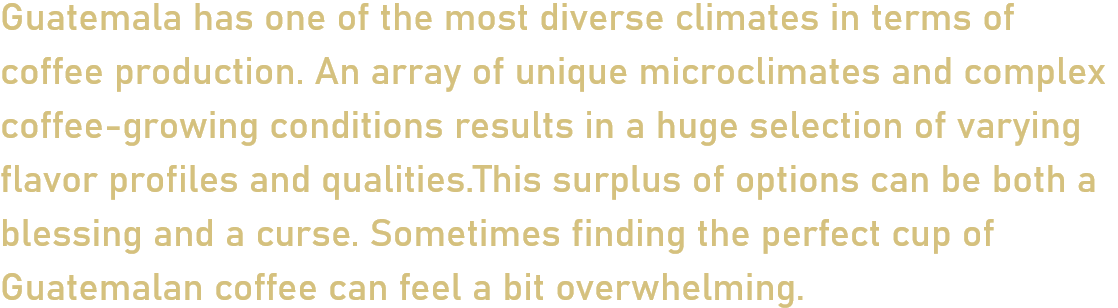 Guatemala has one of the most diverse climates in terms of
coffee production. An array of unique microclimates and complex
coffee-growing conditions results in a huge selection of varying
flavor profiles and qualities.This surplus of options can be both a
blessing and a curse. Sometimes finding the perfect cup of
Guatemalan coffee can feel a bit overwhelming.